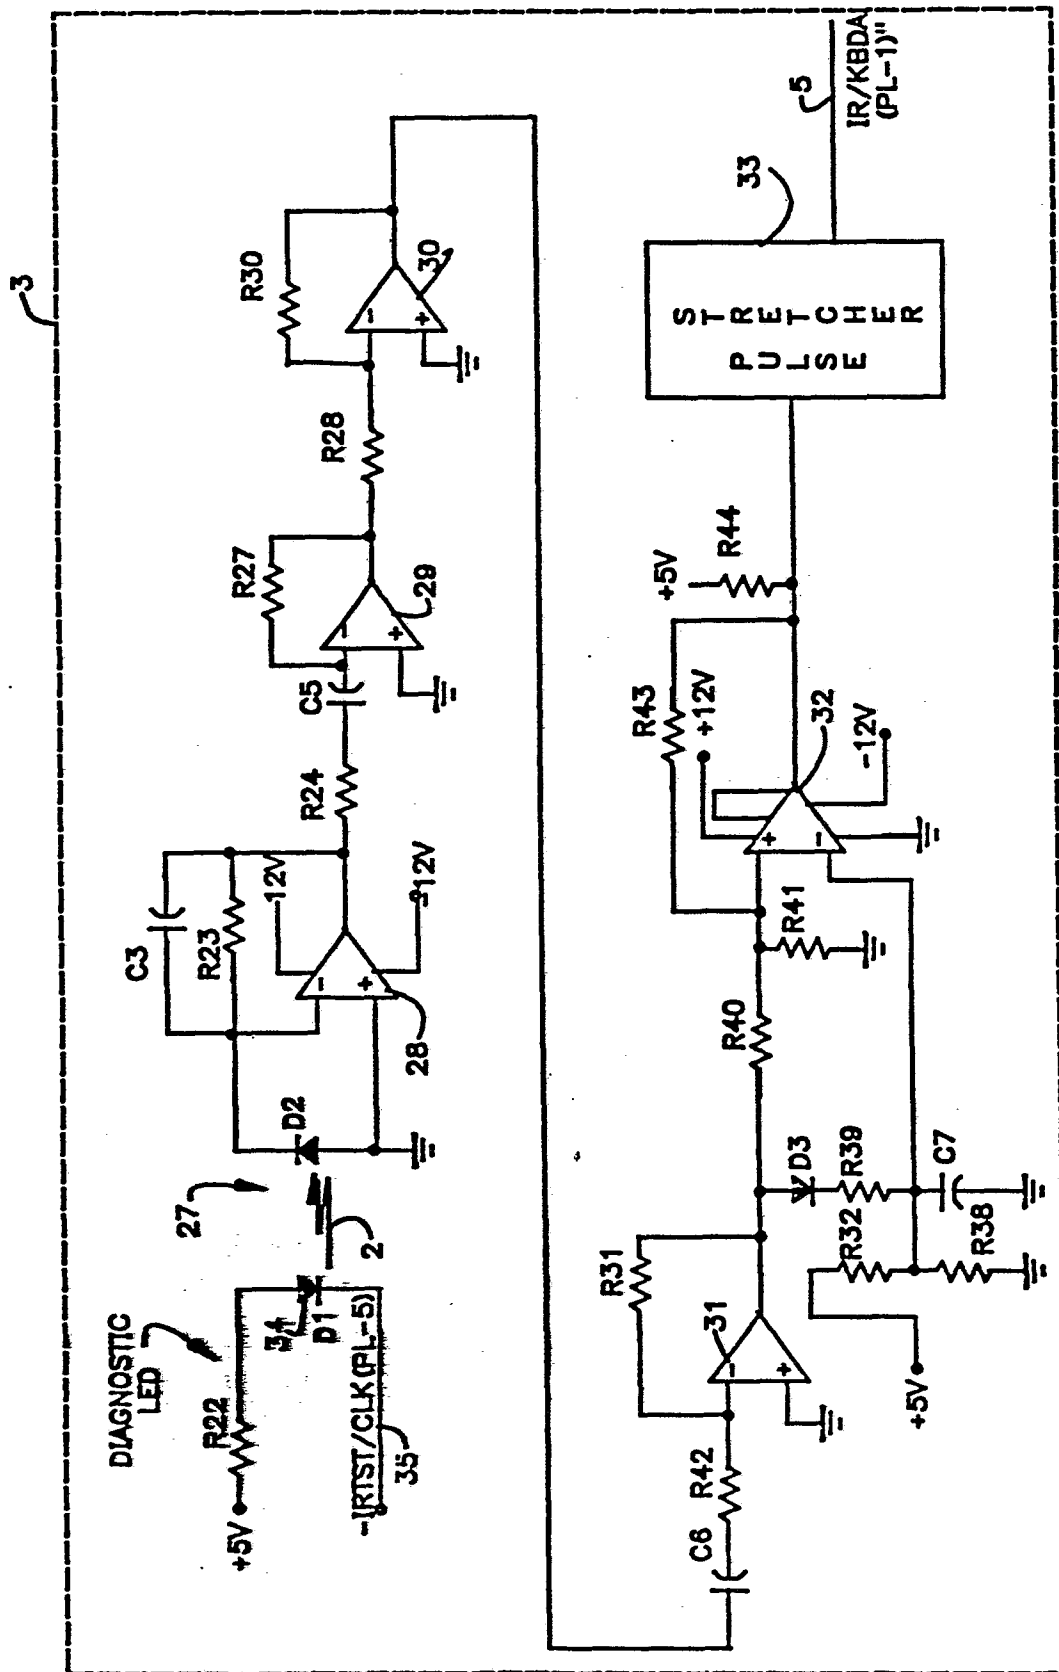 3
DIAGNOSTIC
LED
+5V
R22
34
D1
-IRTST/CLK(PL-5)
35
27
2
D2
C3
R23
12V
-12V
-
+
28
R24
C5
R27
-
+
29
R28
R30
-
+
30
C6
R42
R31
31
-
+
+5V
R32
R38
D3
R39
C7
R40
R41
R43
+12V
+
-
32
-12V
+5V
R44
STRETCHER
PULSE
33
5
IR/KBDA
(PL-1)"